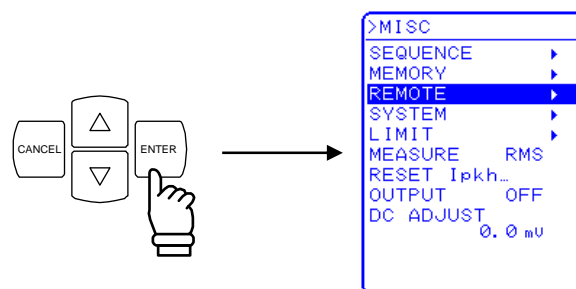 CANCEL
ENTER
>MISC
SEQUENCE
MEMORY
REMOTE
SYSTEM
LIMIT
MEASURE RMS
RESET Ipkh…
OUTPUT OFF
DC ADJUST
0.0 mV